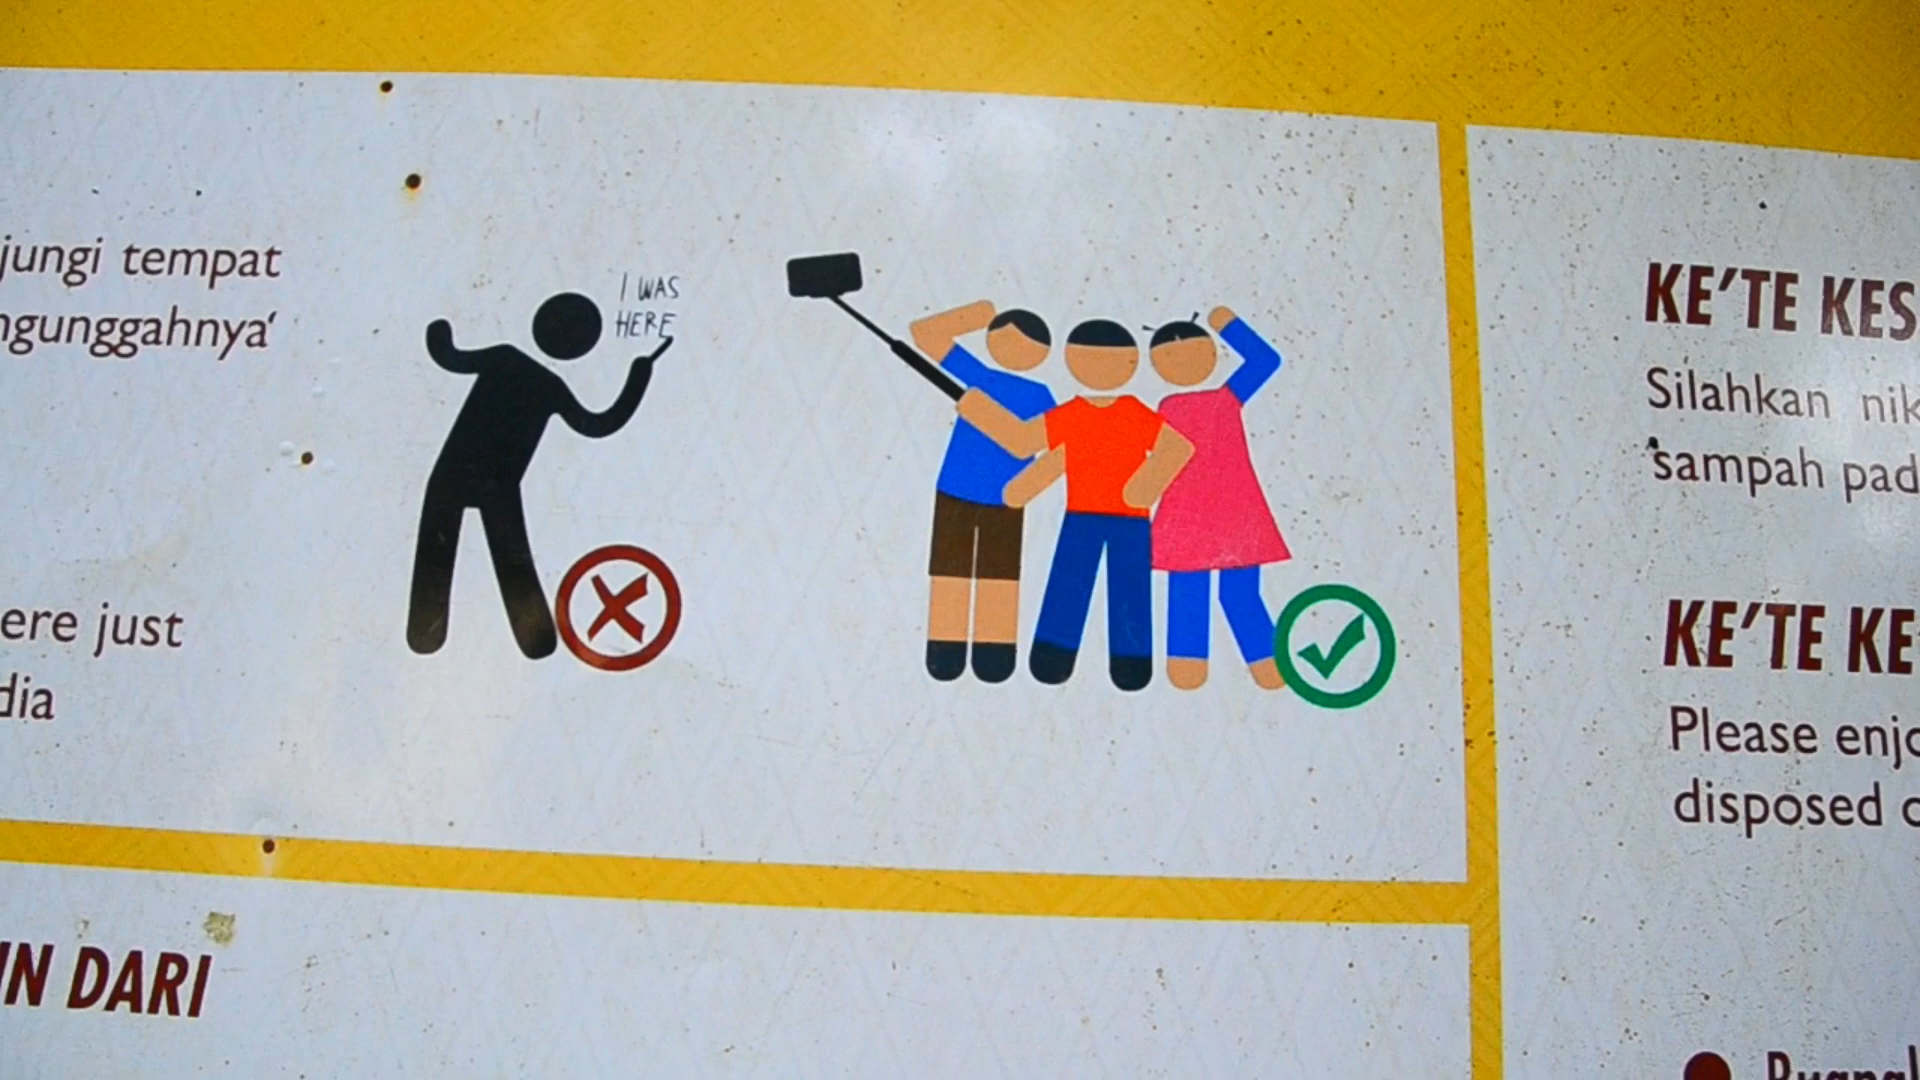 jungi tempat
ngunggahnya'
ere just
dia
I WAS
HERE
IN DARI
KE'TE KES
Silahkan nik
sampah pad
KE'TE KE
Please enjo
disposed